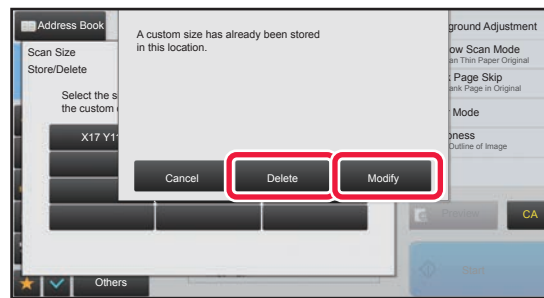 Address Book
Scan Size
Store/Delete
Select the s
the custom
X17 Y1
A custom size has already been stored
in this location.
Cancel
Delete
Modify
ground Adjustment
ow Scan Mode
an Thin Paper Original
Page Skip
ank Page in Original
Mode
pness
Outline of Image
Preview
CA
Start
Others